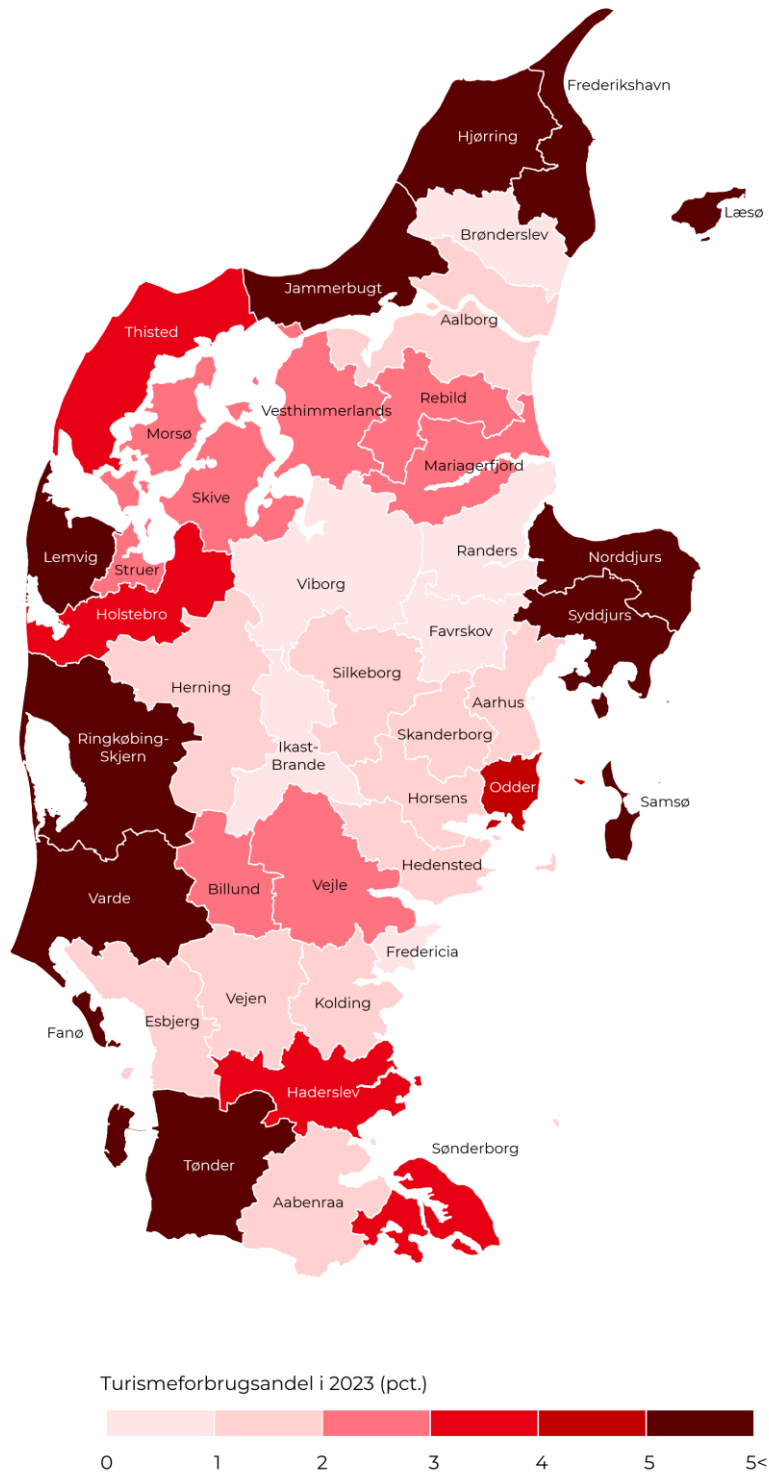 Frederikshavn
Hjørring
Læsø
Brønderslev
Jammerbugt
Aalborg
Thisted
Rebild
Vesthimmerlands
Morsø
Mariagerfjord
Skive
Randers
Norddjurs
Lemvig
Struer
Viborg
Holstebro
Syddjurs
Favrskov
Silkeborg
Herning
Aarhus
Skanderborg
Ringkøbing-
Skjern
Ikast-
Brande
Odder
Horsens
Samsø
Hedensted
Billund
Vejle
Varde
Fredericia
Vejen
Kolding
Esbjerg
Fanø
Haderslev
Sønderborg
Tønder
Aabenraa
Turismeforbrugsandel i 2023 (pct.)
0 1 2 3 4 5 5<